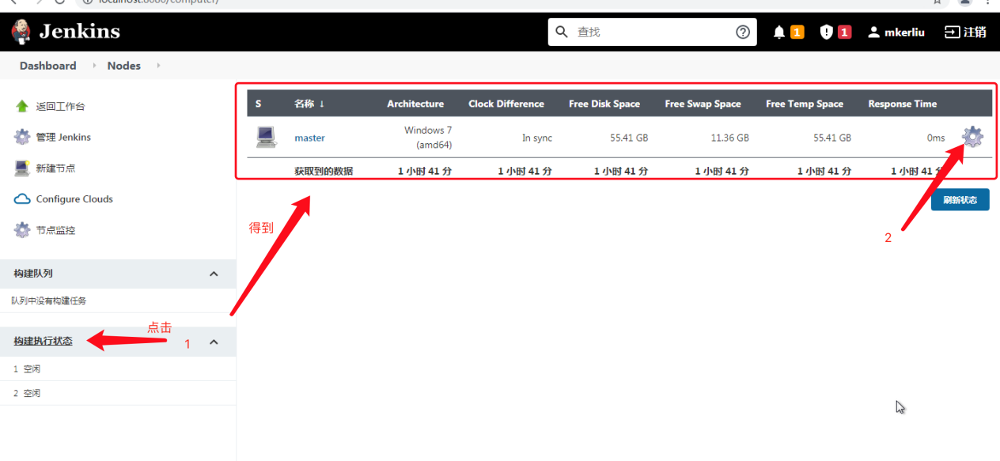 localhost:8080/computer/
Jenkins
查找
1
1
mkerliu
注销
Dashboard
Nodes
返回工作台
管理 Jenkins
新建节点
Configure Clouds
节点监控
构建队列
队列中没有构建任务
构建执行状态
1 空闲
2 空闲
点击
1
得到
S 名称 ↓ Architecture Clock Difference Free Disk Space Free Swap Space Free Temp Space Response Time
master Windows 7 (amd64) In sync 55.41 GB 11.36 GB 55.41 GB 0ms
获取到的数据 1 小时 41 分 1 小时 41 分 1 小时 41 分 1 小时 41 分 1 小时 41 分 1 小时 41 分
刷新状态
2